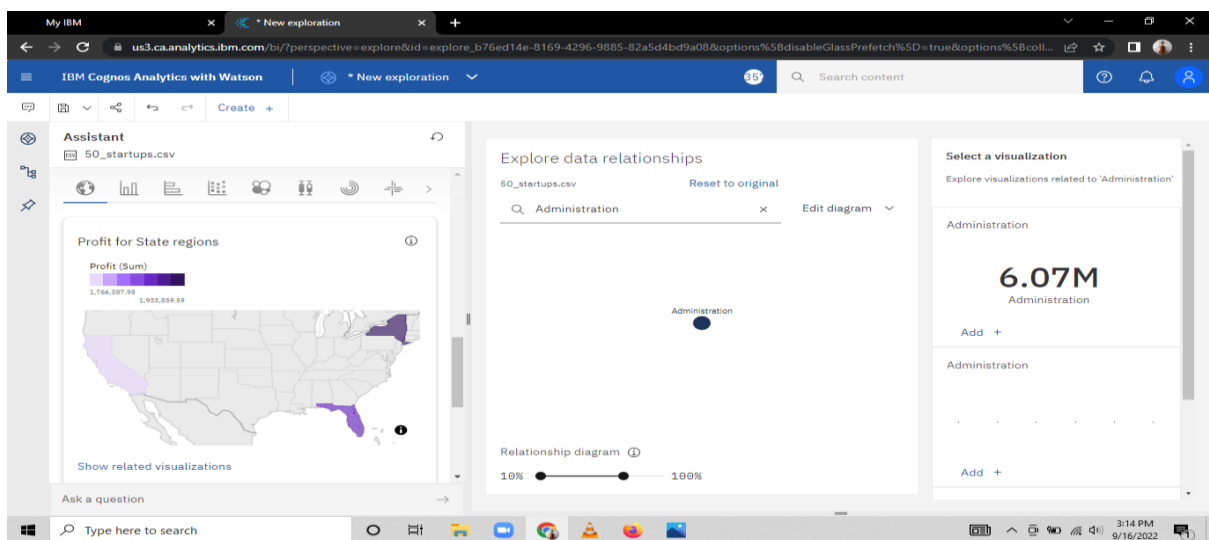 My IBM
* New exploration
us3.ca.analytics.ibm.com/bi/?perspective=explore&id=explore_b76ed14e-8169-4296-9885-82a5d4bd9a08&options%5BdisableGlassPrefetch%5D=true&options%5Bcoll...
IBM Cognos Analytics with Watson
* New exploration
Search content
Create +
Assistant
50_startups.csv
Profit for State regions
Profit (Sum)
1,933,859.59
Show related visualizations
Ask a question
Explore data relationships
50_startups.csv
Reset to original
Administration
Edit diagram
Administration
Relationship diagram
10%
100%
Select a visualization
Explore visualizations related to 'Administration'
Administration
6.07M
Administration
Add +
Administration
Add +
Type here to search
3:14 PM
9/16/2022